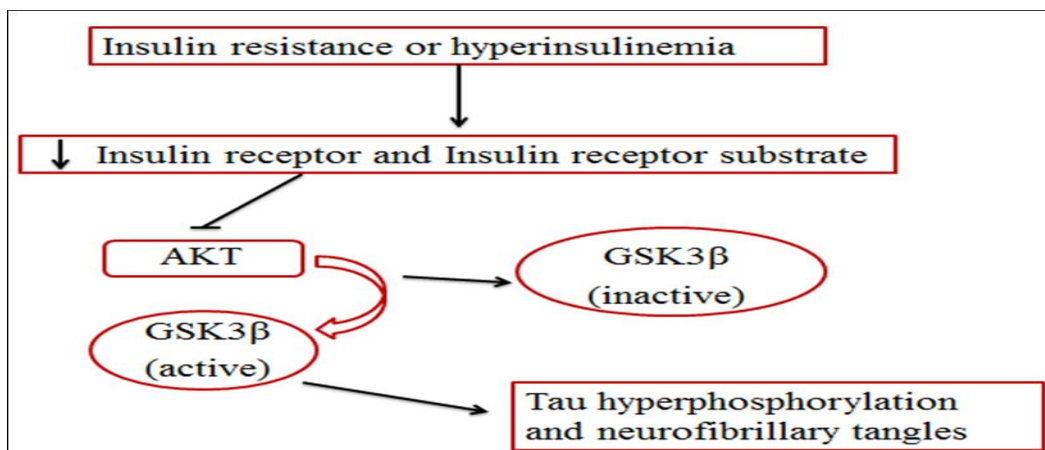 Insulin resistance or hyperinsulinemia
↓ Insulin receptor and Insulin receptor substrate
AKT
GSK3β
(inactive)
GSK3β
(active)
Tau hyperphosphorylation
and neurofibrillary tangles